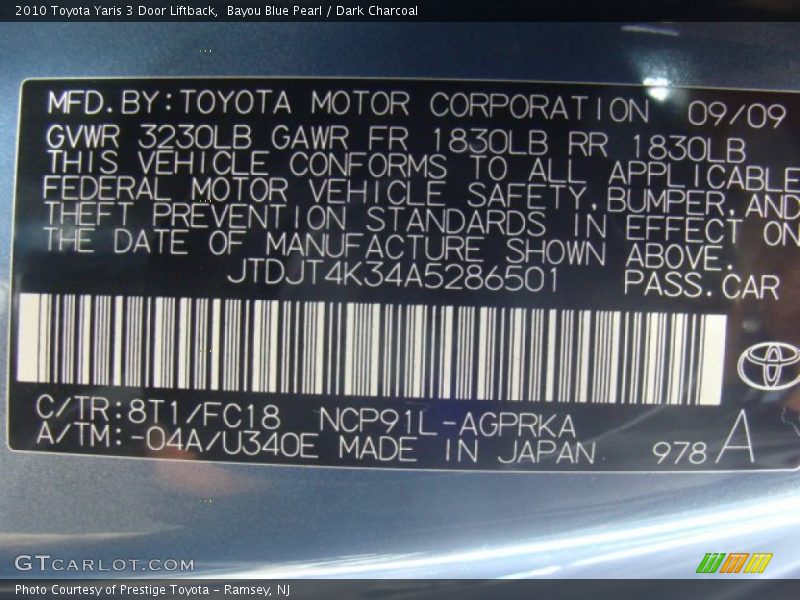 2010 Toyota Yaris 3 Door Liftback,  Bayou Blue Pearl / Dark Charcoal
MFD.BY:TOYOTA MOTOR CORPORATION 09/09
GVWR 3230LB GAWR FR 1830LB RR 1830LB
THIS VEHICLE CONFORMS TO ALL APPLICABLE
FEDERAL MOTOR VEHICLE SAFETY,BUMPER,AND
THEFT PREVENTION STANDARDS IN EFFECT ON
THE DATE OF MANUFACTURE SHOWN ABOVE.
JTDJT4K34A5286501 PASS.CAR
C/TR:8T1/FC18 NCP91L-AGPRKA
A/TM:-04A/U340E MADE IN JAPAN 978 A
GTCARLOT.COM
Photo Courtesy of Prestige Toyota - Ramsey, NJ